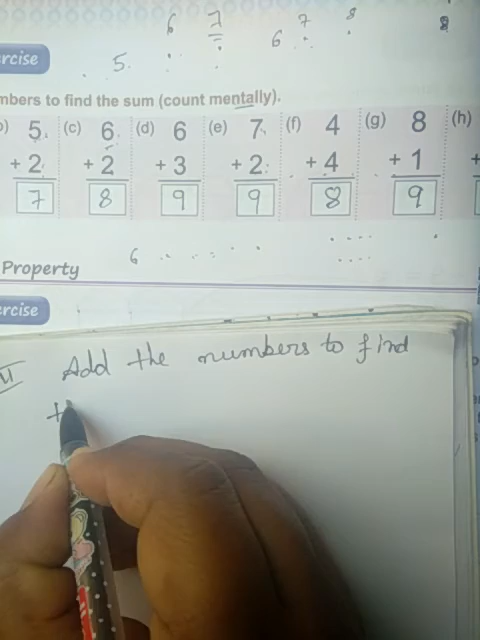 6 7 7 8 8
5. 6
ercise
mbers to find the sum (count mentally).
) 5 (c) 6 (d) 6 (e) 7 (f) 4 (g) 8 (h)
+ 2 + 2 + 3 + 2 + 4 + 1 +
7 8 9 9 8 9
6
Property
ercise
Add the numbers to find